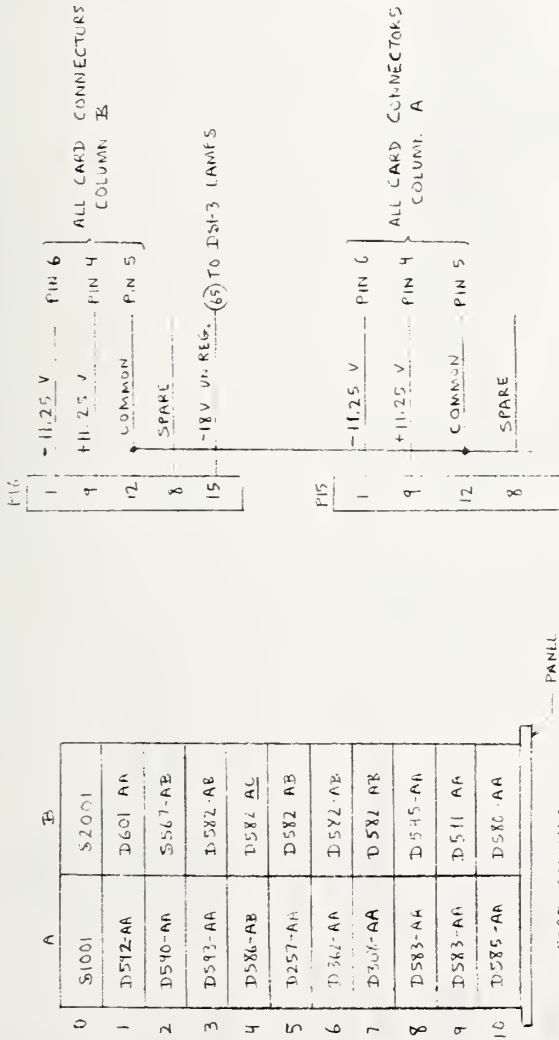 A B
0 S1001 S2001
1 D542-AA D601 AA
2 D540-AA S567-AB
3 D593-AA D582-AB
4 D586-AB D582 AC
5 D257-AA D582 AB
6 D362-AA D582-AB
7 D308-AA D582 AB
8 D583-AA D545-AA
9 D583-AA D511 AA
10 D585-AA D580-AA
PANEL
P16
1 -11.25 V PIN 6
9 +11.25 V PIN 4
12 COMMON PIN 5
8 SPARE
15 -18V UN.REG. (65) TO DS1-3 LAMPS
ALL CARD CONNECTORS
COLUMN B
P15
1 -11.25 V PIN 6
9 +11.25 V PIN 4
12 COMMON PIN 5
8 SPARE
ALL CARD CONNECTORS
COLUMN A